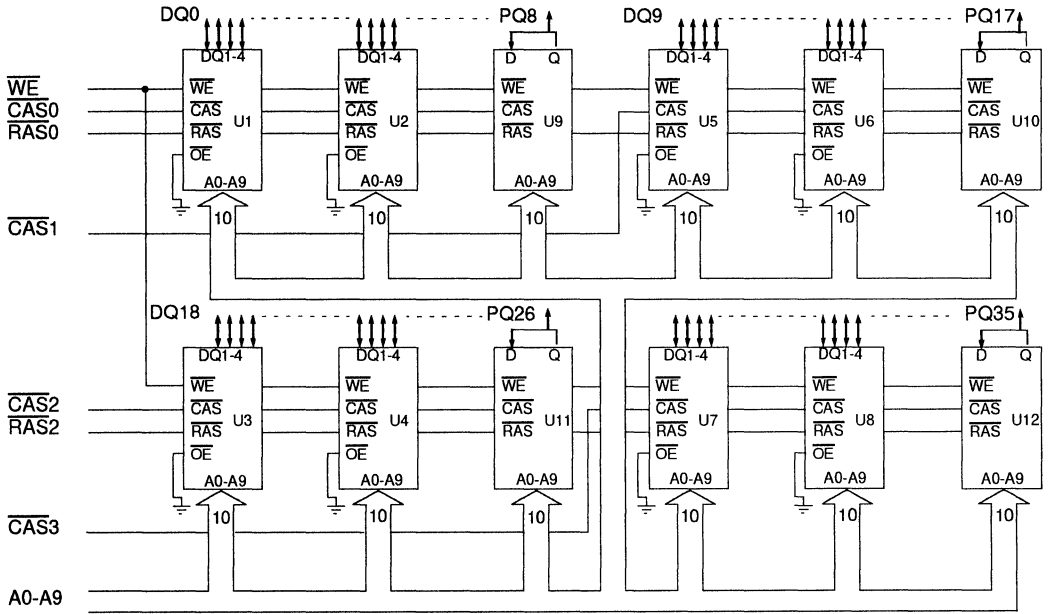 DQ0 PQ8 DQ9 PQ17
DQ1-4 DQ1-4 D Q DQ1-4 DQ1-4 D Q
WE WE WE WE WE WE WE
CAS0 CAS CAS CAS CAS CAS CAS
U1 U2 U9 U5 U6 U10
RAS0 RAS RAS RAS RAS RAS RAS
OE OE OE OE
A0-A9 A0-A9 A0-A9 A0-A9 A0-A9 A0-A9
10 10 10 10 10 10
CAS1
DQ18 PQ26 PQ35
DQ1-4 DQ1-4 D Q DQ1-4 DQ1-4 D Q
WE WE WE WE WE WE
CAS2 CAS CAS CAS CAS CAS CAS
U3 U4 U11 U7 U8 U12
RAS2 RAS RAS RAS RAS RAS RAS
OE OE OE OE
A0-A9 A0-A9 A0-A9 A0-A9 A0-A9 A0-A9
10 10 10 10 10 10
CAS3
A0-A9